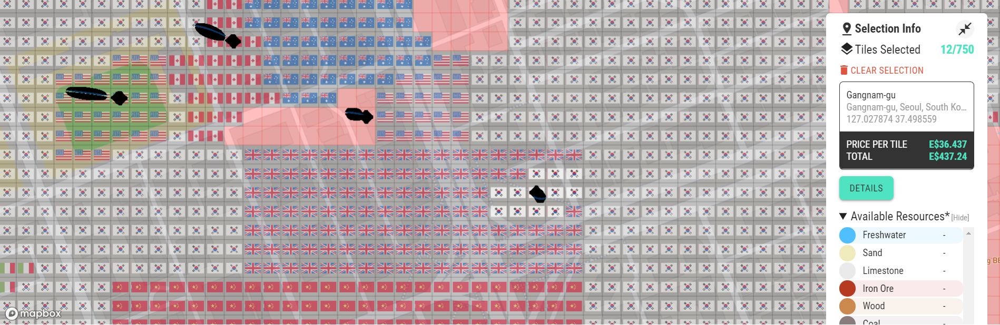 Selection Info
Tiles Selected 12/750
CLEAR SELECTION
Gangnam-gu
Gangnam-gu, Seoul, South Ko...
127.027874 37.498559
PRICE PER TILE E$36.437
TOTAL E$437.24
DETAILS
Available Resources* [Hide]
Freshwater -
Sand -
Limestone -
Iron Ore -
Wood -
Coal
g BE
mapbox